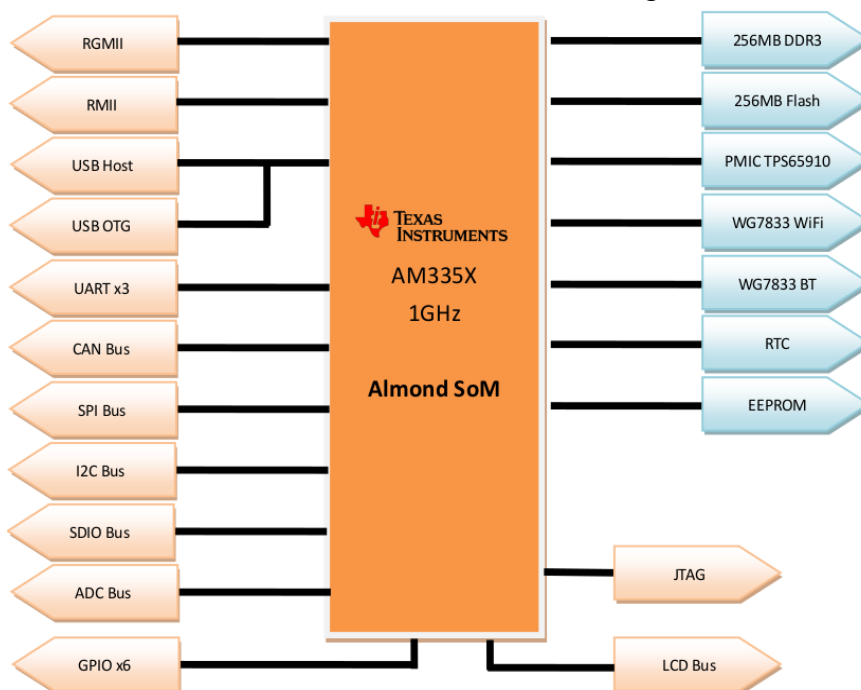 RGMII
RMII
USB Host
USB OTG
UART x3
CAN Bus
SPI Bus
I2C Bus
SDIO Bus
ADC Bus
GPIO x6
TEXAS
INSTRUMENTS
AM335X
1GHz
Almond SoM
256MB DDR3
256MB Flash
PMIC TPS65910
WG7833 WiFi
WG7833 BT
RTC
EEPROM
JTAG
LCD Bus